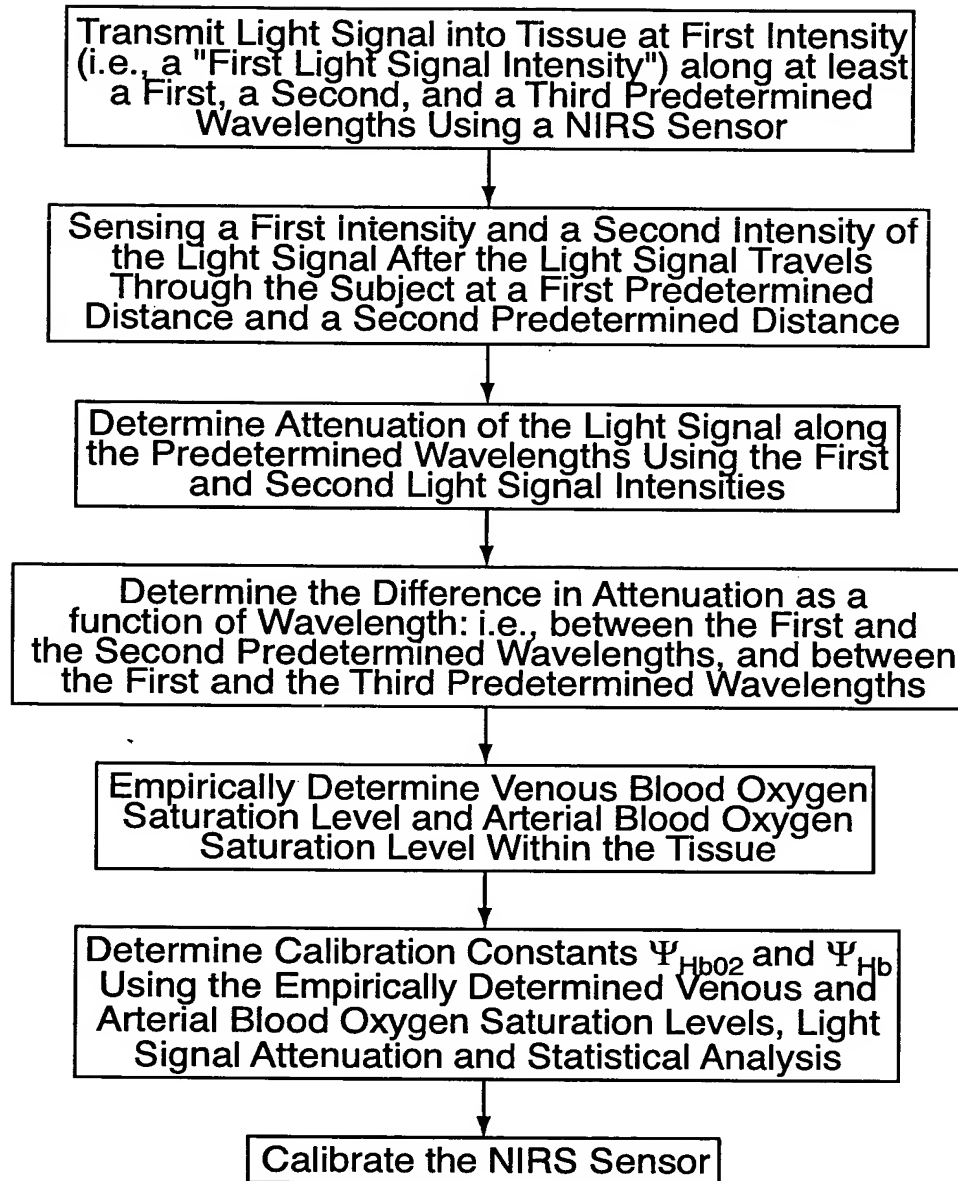 Transmit Light Signal into Tissue at First Intensity
(i.e., a "First Light Signal Intensity") along at least
a First, a Second, and a Third Predetermined
Wavelengths Using a NIRS Sensor
Sensing a First Intensity and a Second Intensity of
the Light Signal After the Light Signal Travels
Through the Subject at a First Predetermined
Distance and a Second Predetermined Distance
Determine Attenuation of the Light Signal along
the Predetermined Wavelengths Using the First
and Second Light Signal Intensities
Determine the Difference in Attenuation as a
function of Wavelength: i.e., between the First and
the Second Predetermined Wavelengths, and between
the First and the Third Predetermined Wavelengths
Empirically Determine Venous Blood Oxygen
Saturation Level and Arterial Blood Oxygen
Saturation Level Within the Tissue
Determine Calibration Constants Ψ_Hb02 and Ψ_Hb
Using the Empirically Determined Venous and
Arterial Blood Oxygen Saturation Levels, Light
Signal Attenuation and Statistical Analysis
Calibrate the NIRS Sensor